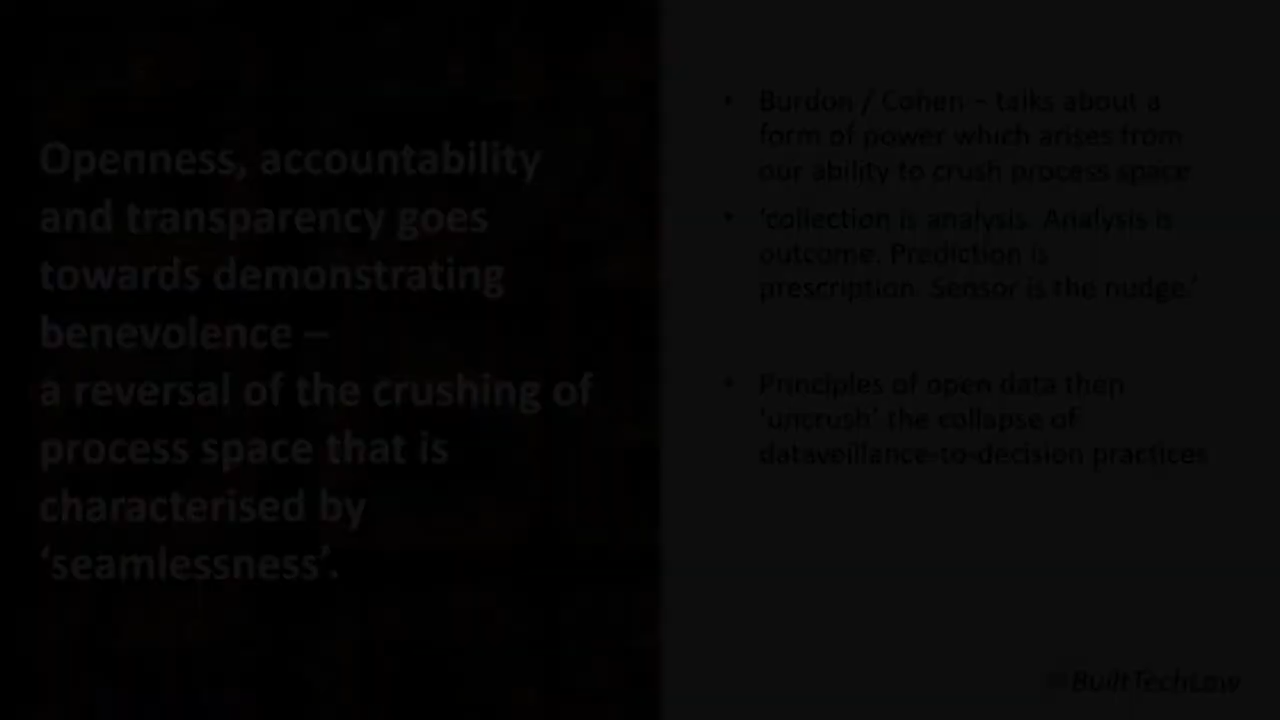 Openness, accountability
and transparency goes
towards demonstrating
benevolence –
a reversal of the crushing of
process space that is
characterised by
‘seamlessness’.
• Burdon / Cohen – talks about a
form of power which arises from
our ability to crush process space
• ‘collection is analysis. Analysis is
outcome. Prediction is
prescription. Sensor is the nudge.’
• Principles of open data then
‘uncrush’ the collapse of
dataveillance-to-decision practices
BuiltTechLaw